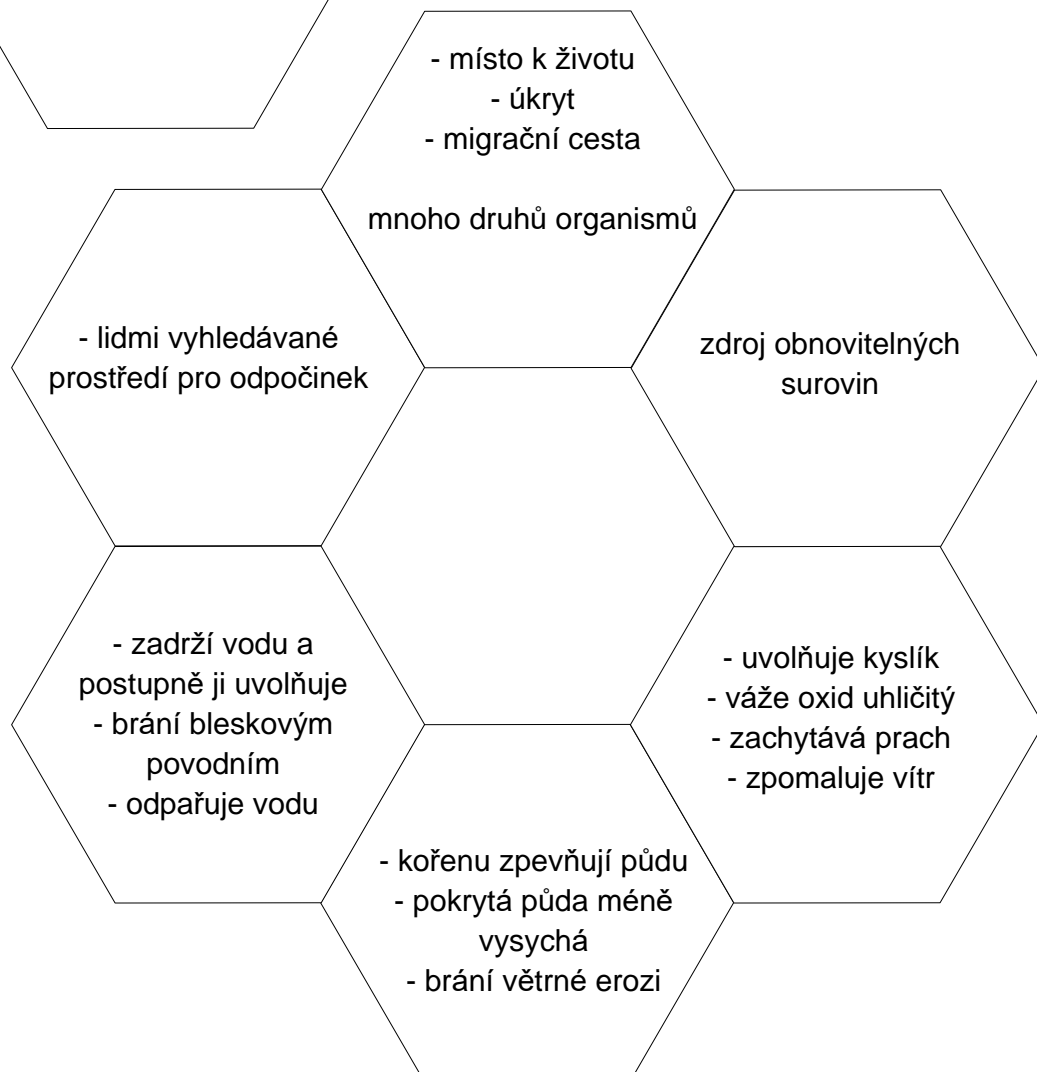 - místo k životu
- úkryt
- migrační cesta
mnoho druhů organismů
- lidmi vyhledávané
prostředí pro odpočinek
zdroj obnovitelných
surovin
- zadrží vodu a
postupně ji uvolňuje
- brání bleskovým
povodním
- odpařuje vodu
- uvolňuje kyslík
- váže oxid uhličitý
- zachytává prach
- zpomaluje vítr
- kořenu zpevňují půdu
- pokrytá půda méně
vysychá
- brání větrné erozi